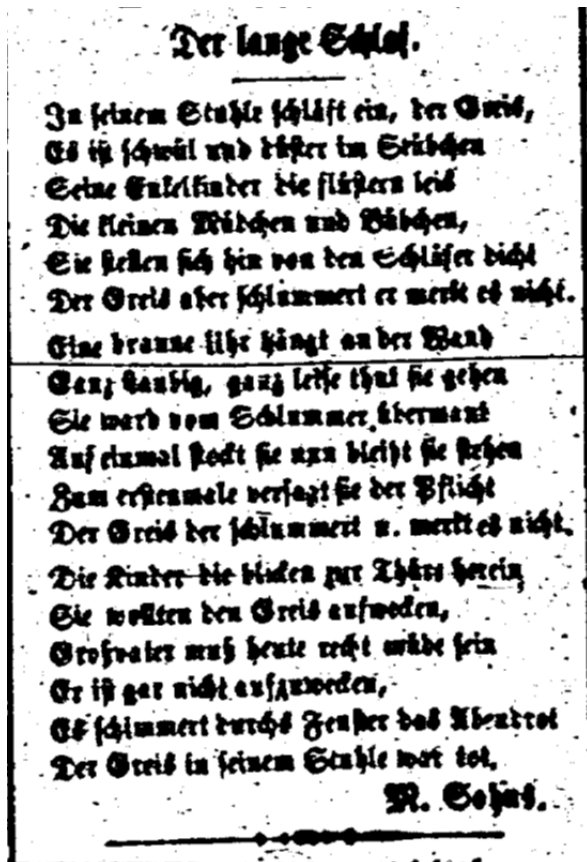 Der lange Schlaf.
In seinem Stuhle schläft ein, der Greis,
Es ist schwül und düster im Stübchen
Seine Enkelkinder die flüstern leis
Die kleinen Mädchen und Bübchen,
Sie stellen sich hin von den Schläfer dicht
Der Greis aber schlummert er merkt es nicht.
Eine braune Uhr hängt an der Wand
Ganz staubig, ganz leise thut sie gehen
Sie ward vom Schlummer übermant
Auf einmal stockt sie nun bleibt sie stehen
Zum erstenmale versagt sie der Pflicht
Der Greis der schlummert u. merkt es nicht.
Die Kinder die blicken zur Thüre herein
Sie wollten den Greis aufwecken,
Großvater muß heute recht müde sein
Er ist gar nicht aufzuwecken,
Es schimmert durchs Fenster das Abendrot
Der Greis in seinem Stuhle war tot.
M.